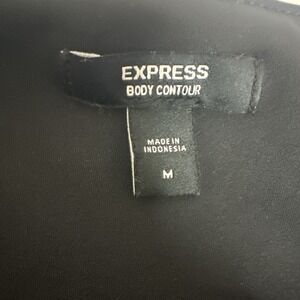 EXPRESS
BODY CONTOUR
MADE IN
INDONESIA
M